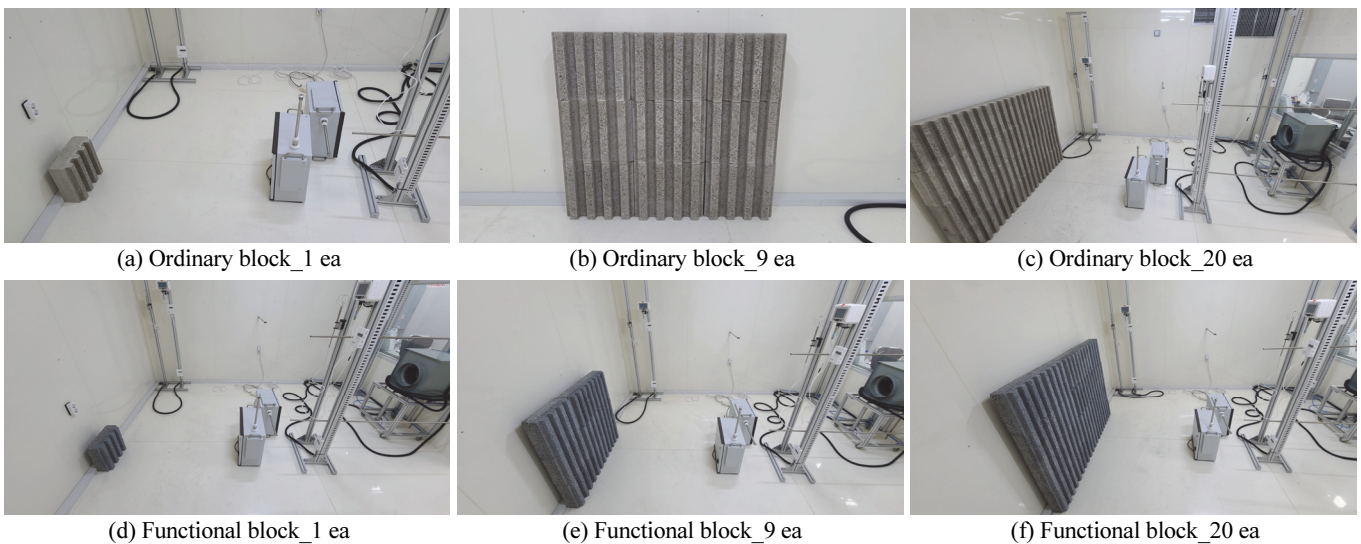 (a) Ordinary block_1 ea
(b) Ordinary block_9 ea
(c) Ordinary block_20 ea
(d) Functional block_1 ea
(e) Functional block_9 ea
(f) Functional block_20 ea